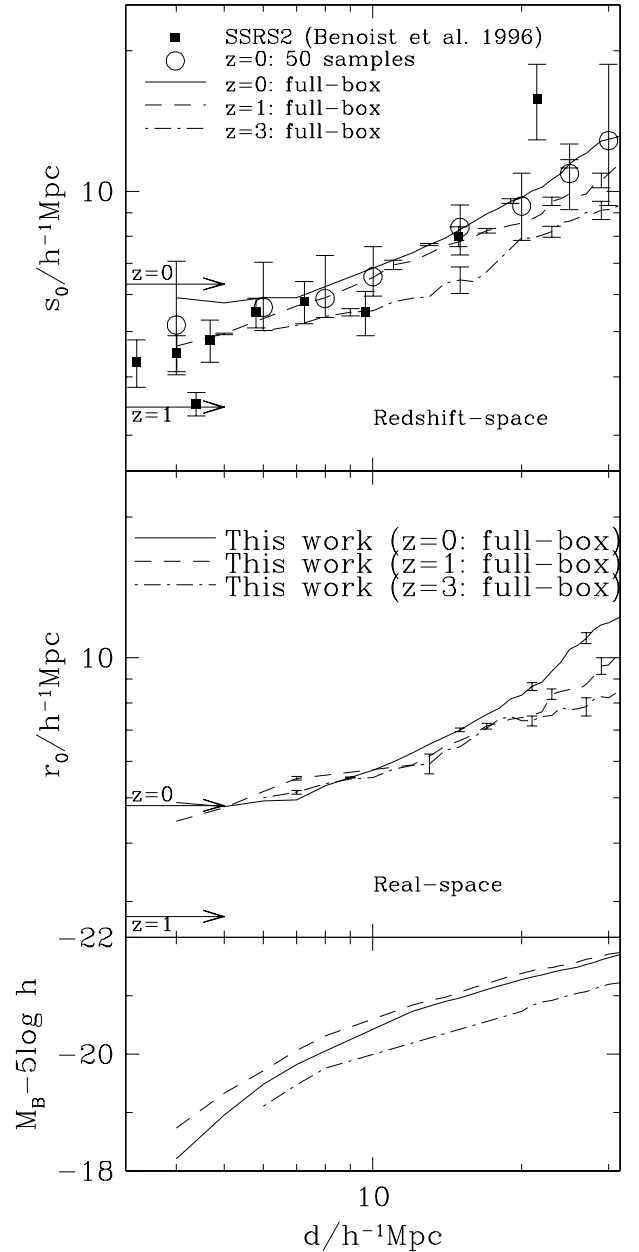 SSRS2 (Benoist et al. 1996)
z=0: 50 samples
z=0: full-box
z=1: full-box
z=3: full-box
10
s₀/h⁻¹Mpc
z=0
z=1
Redshift-space
This work (z=0: full-box)
This work (z=1: full-box)
This work (z=3: full-box)
10
r₀/h⁻¹Mpc
z=0
Real-space
z=1
−22
M_B−5log h
−20
−18
10
d/h⁻¹Mpc